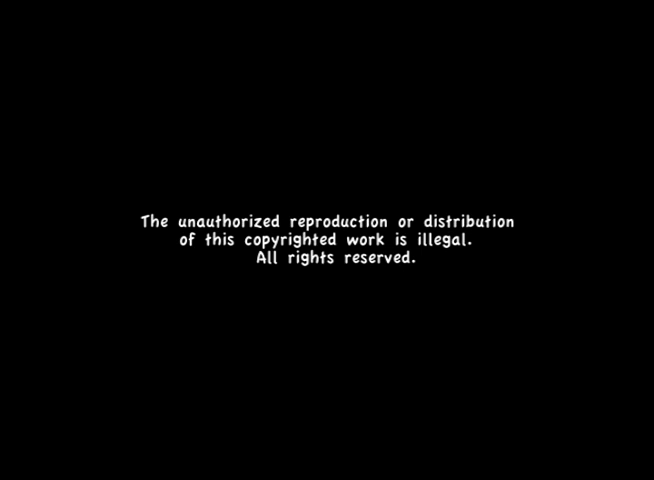 The unauthorized reproduction or distribution
of this copyrighted work is illegal.
All rights reserved.